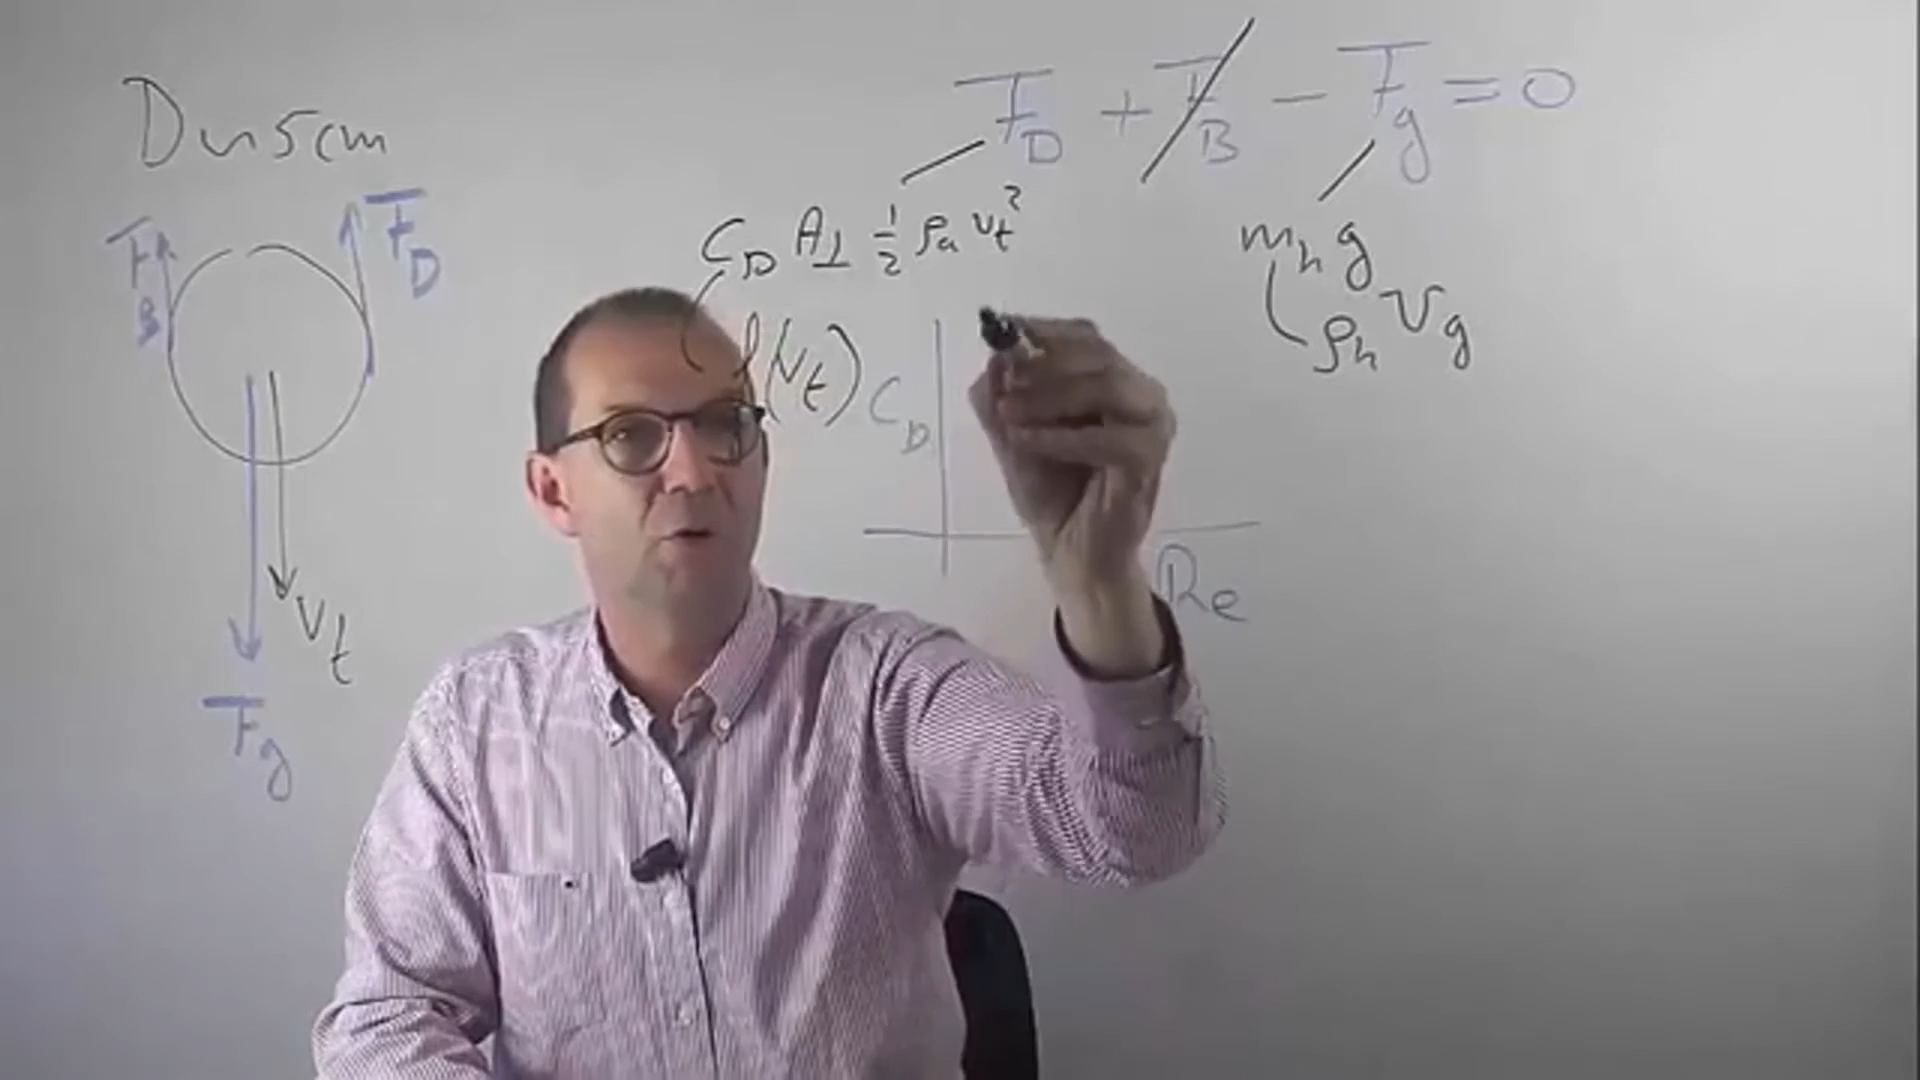 D ~ 5cm
F_D + F_B - F_g = 0
F_B
F_D
C_D A_⊥ 1/2 ρ_a v_t²
m_h g
ρ_h V g
f(v_t)
C_D
Re
v_t
F_g